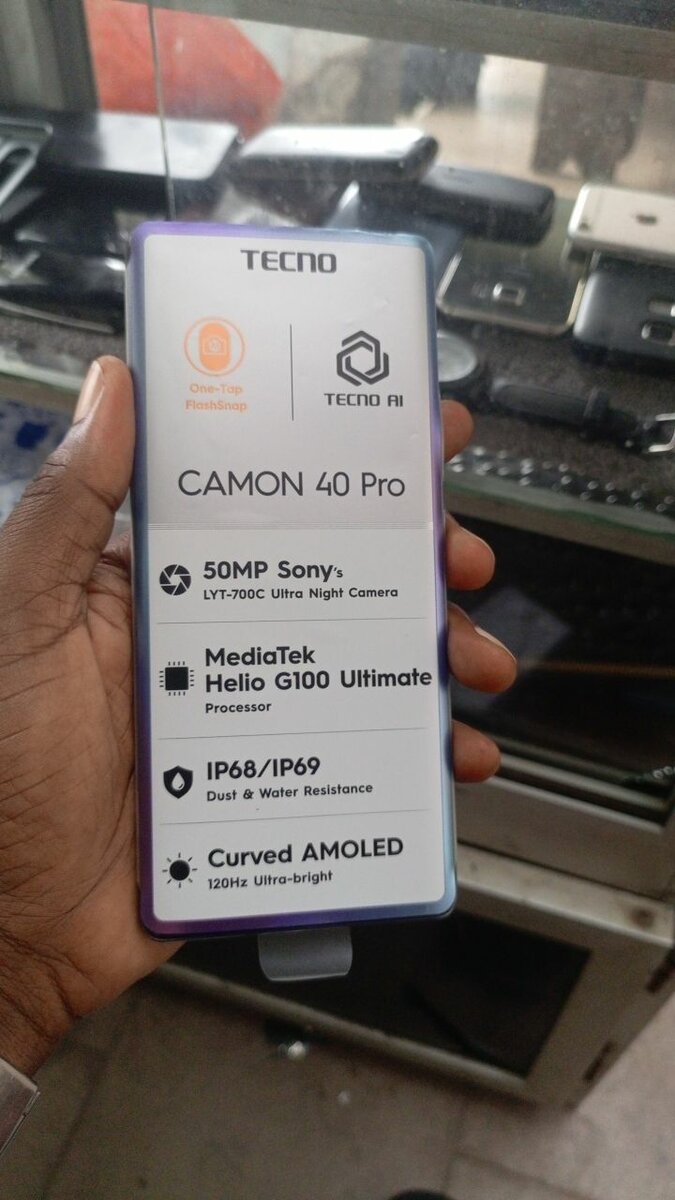 TECNO
One-Tap
FlashSnap
TECNO AI
CAMON 40 Pro
50MP Sony's
LYT-700C Ultra Night Camera
MediaTek
Helio G100 Ultimate
Processor
IP68/IP69
Dust & Water Resistance
Curved AMOLED
120Hz Ultra-bright